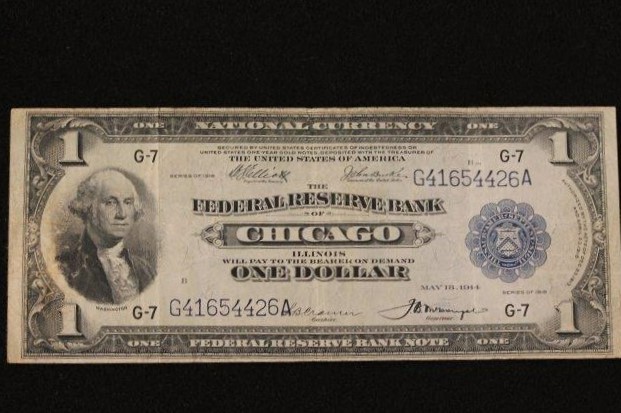 ONE NATIONAL CURRENCY ONE
1 1
SECURED BY UNITED STATES CERTIFICATES OF INDEBTEDNESS OR
UNITED STATES ONE-YEAR GOLD NOTES, DEPOSITED WITH THE TREASURER OF
G-7 THE UNITED STATES OF AMERICA G-7
SERIES OF 1918 G41654426A
THE
FEDERAL RESERVE BANK
OF
CHICAGO
ILLINOIS
WILL PAY TO THE BEARER ON DEMAND
B ONE DOLLAR
MAY 18, 1914 SERIES OF 1918
WASHINGTON
G-7 G41654426A G-7
1 1
ONE FEDERAL RESERVE BANK NOTE ONE